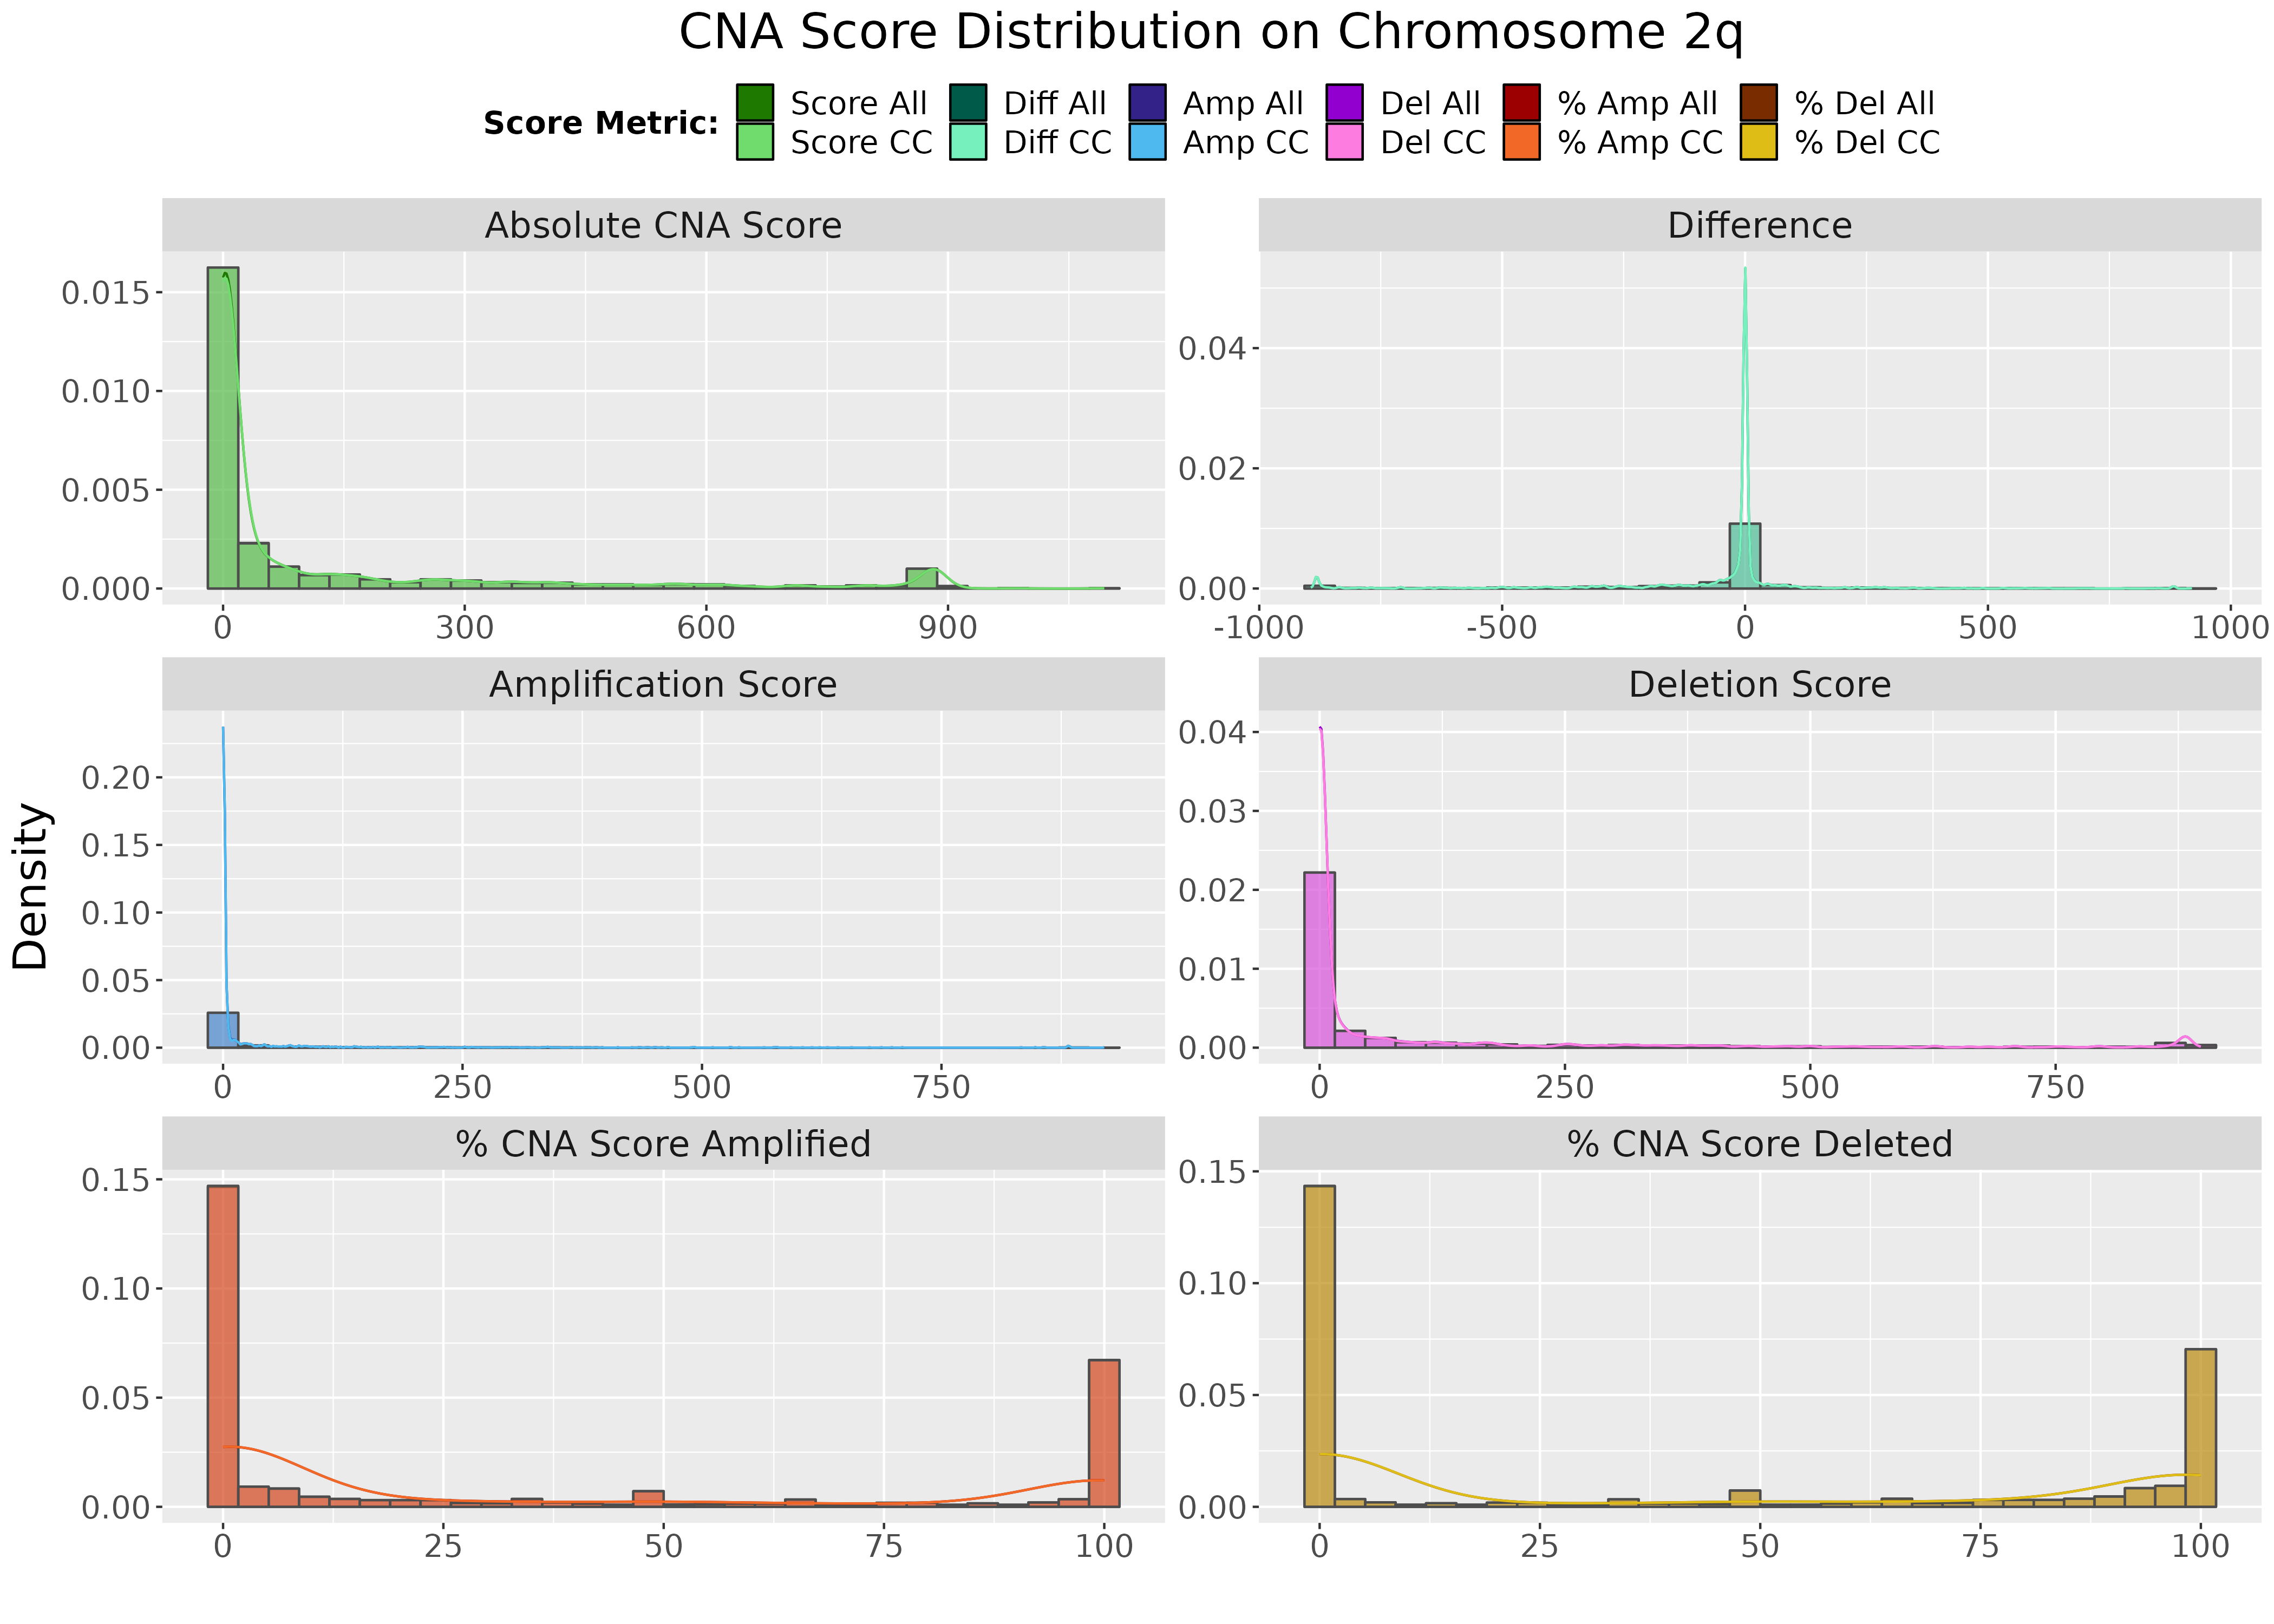 CNA Score Distribution on Chromosome 2q
Score Metric:
Score All Diff All Amp All Del All % Amp All % Del All
Score CC Diff CC Amp CC Del CC % Amp CC % Del CC
Absolute CNA Score
0.015
0.010
0.005
0.000
0 300 600 900
Difference
0.04
0.02
0.00
-1000 -500 0 500 1000
Density
Amplification Score
0.20
0.15
0.10
0.05
0.00
0 250 500 750
Deletion Score
0.04
0.03
0.02
0.01
0.00
0 250 500 750
% CNA Score Amplified
0.15
0.10
0.05
0.00
0 25 50 75 100
% CNA Score Deleted
0.15
0.10
0.05
0.00
0 25 50 75 100